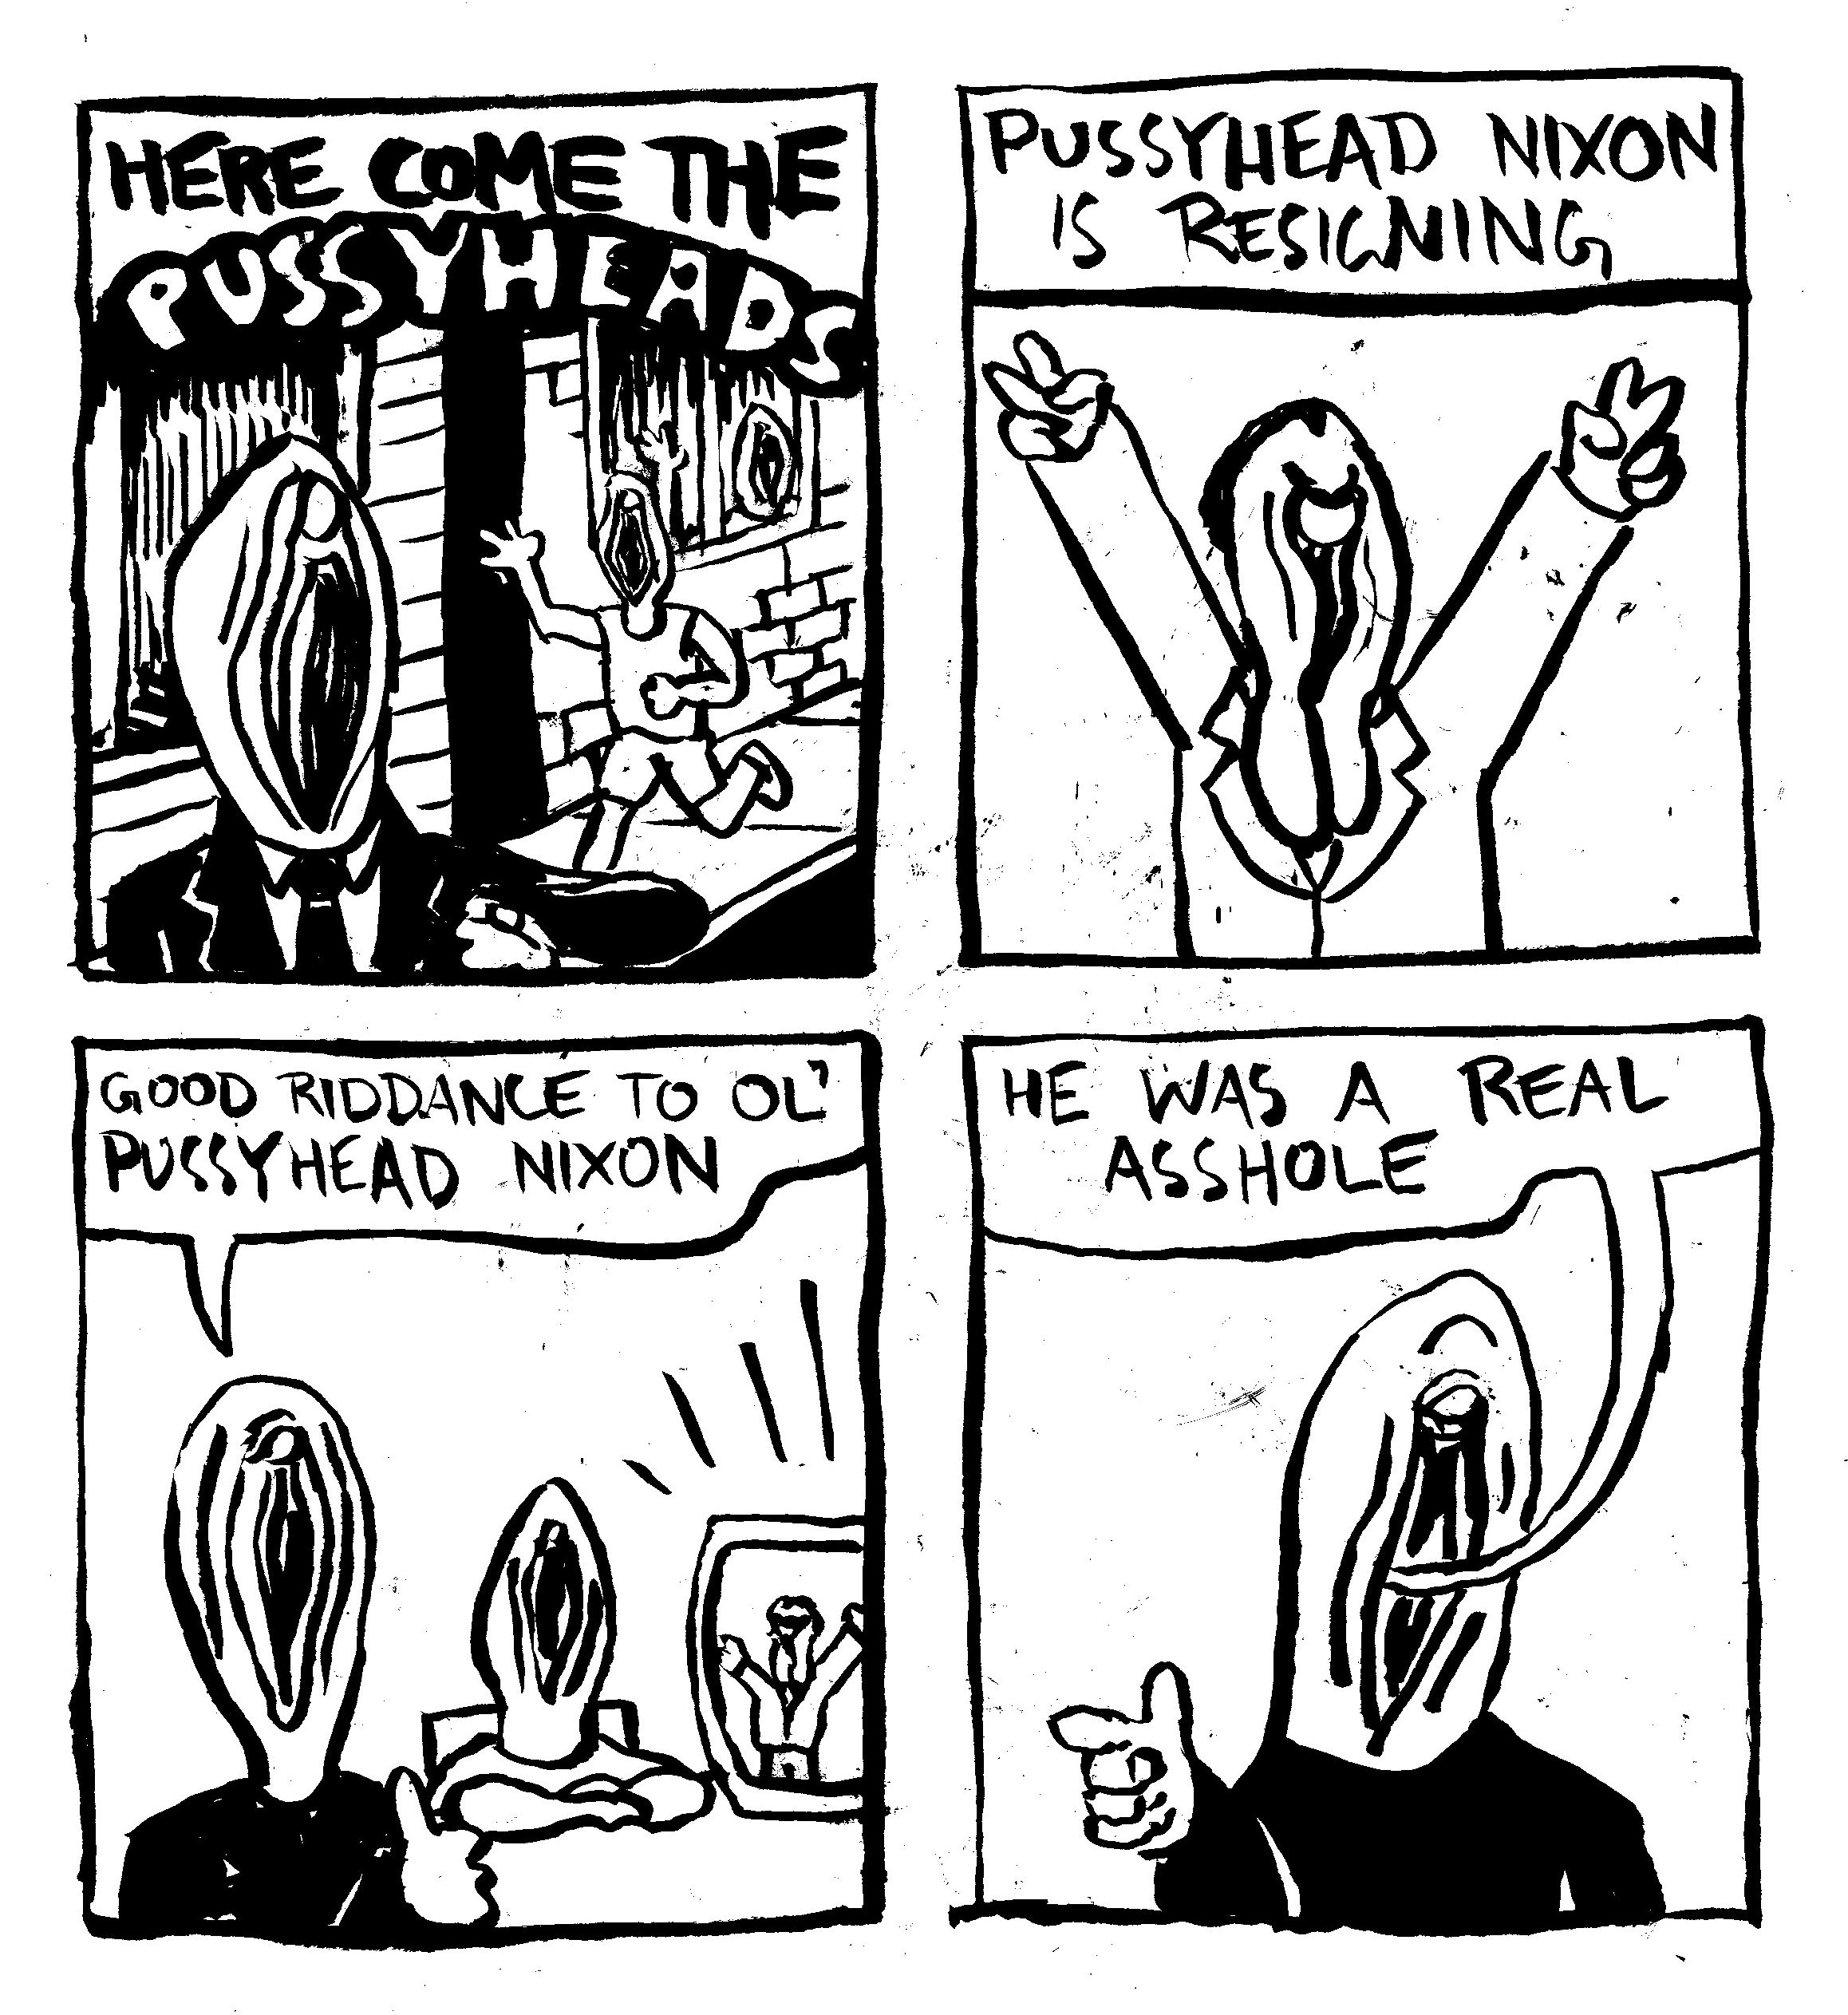 HERE COME THE
PUSSYHEADS
PUSSYHEAD NIXON
IS RESIGNING
GOOD RIDDANCE TO OL'
PUSSYHEAD NIXON
HE WAS A REAL
ASSHOLE